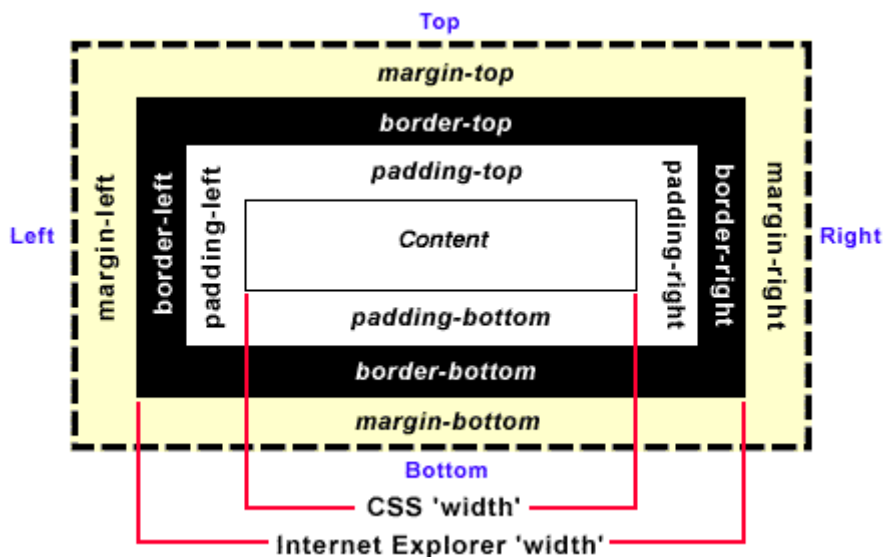 Top
margin-top
border-top
padding-top
Left
margin-left
border-left
padding-left
Content
padding-right
border-right
margin-right
Right
padding-bottom
border-bottom
margin-bottom
Bottom
CSS 'width'
Internet Explorer 'width'